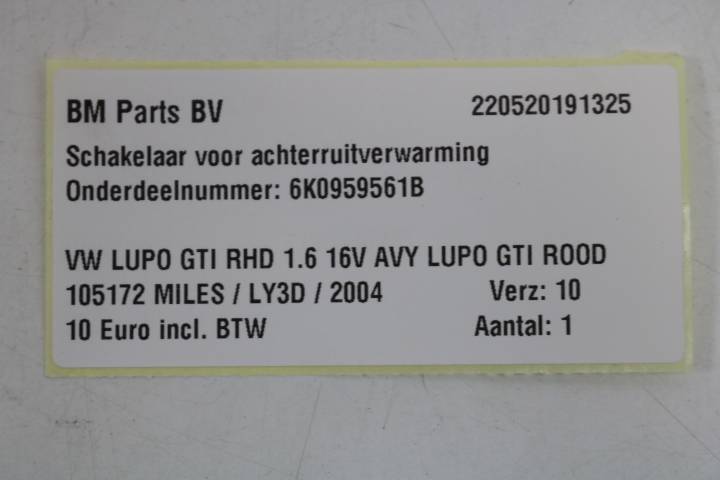 BM Parts BV 220520191325
Schakelaar voor achterruitverwarming
Onderdeelnummer: 6K0959561B
VW LUPO GTI RHD 1.6 16V AVY LUPO GTI ROOD
105172 MILES / LY3D / 2004 Verz: 10
10 Euro incl. BTW Aantal: 1